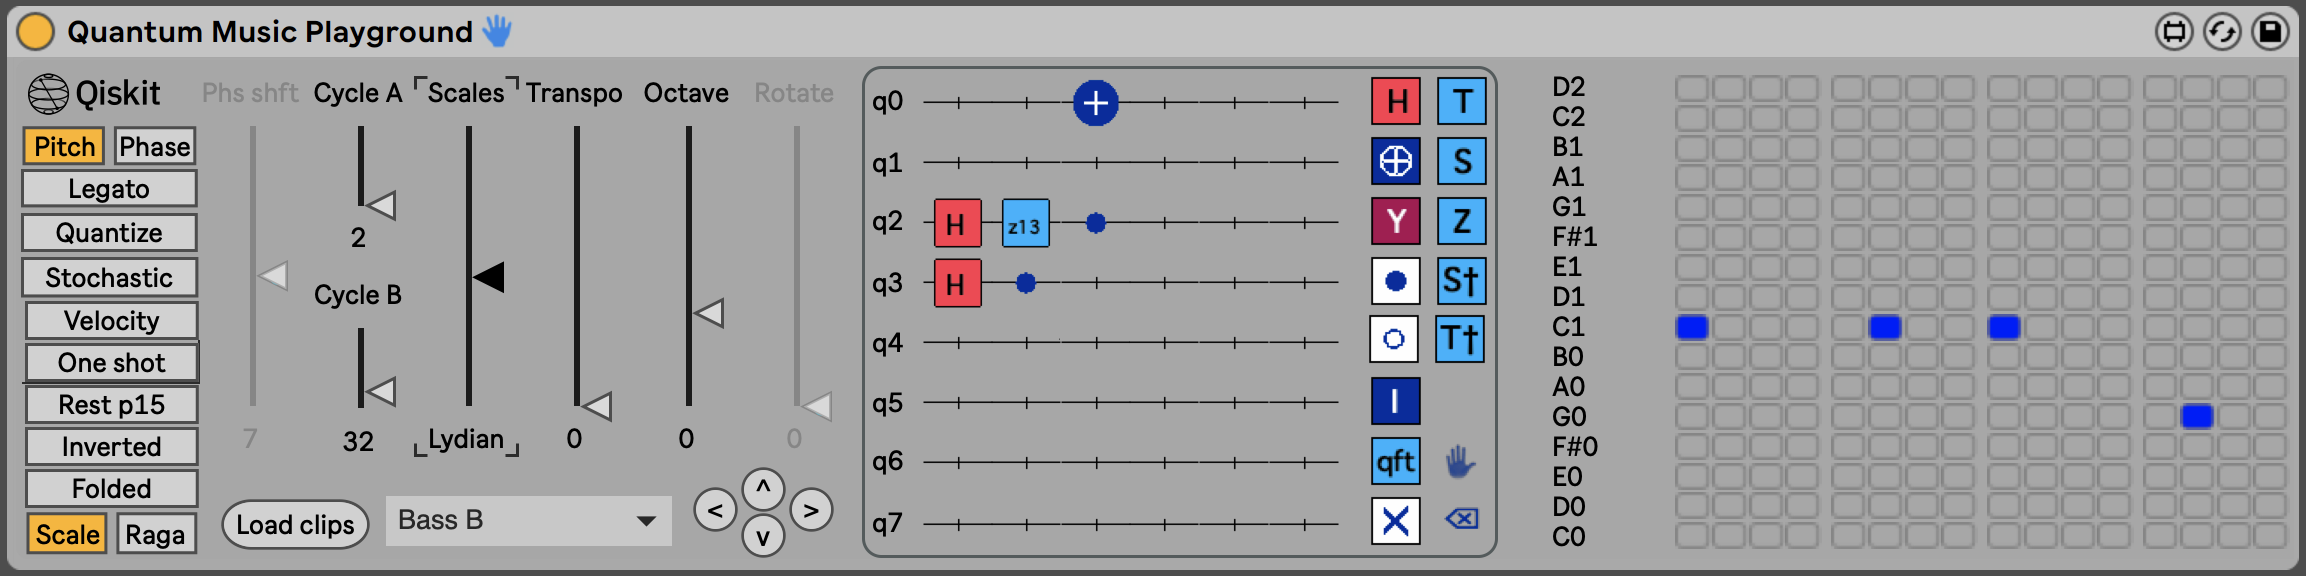 Quantum Music Playground
Qiskit
Phs shft Cycle A Scales Transpo Octave Rotate
Pitch Phase
Legato
Quantize
Stochastic
Velocity
One shot
Rest p15
Inverted
Folded
Scale Raga
2
Cycle B
7 32 Lydian 0 0 0
Load clips
Bass B
< ^ v >
q0 +
q1
q2 H z13
q3 H
q4
q5
q6
q7
H T
S
Y Z
S†
T†
I
qft
D2
C2
B1
A1
G1
F#1
E1
D1
C1
B0
A0
G0
F#0
E0
D0
C0